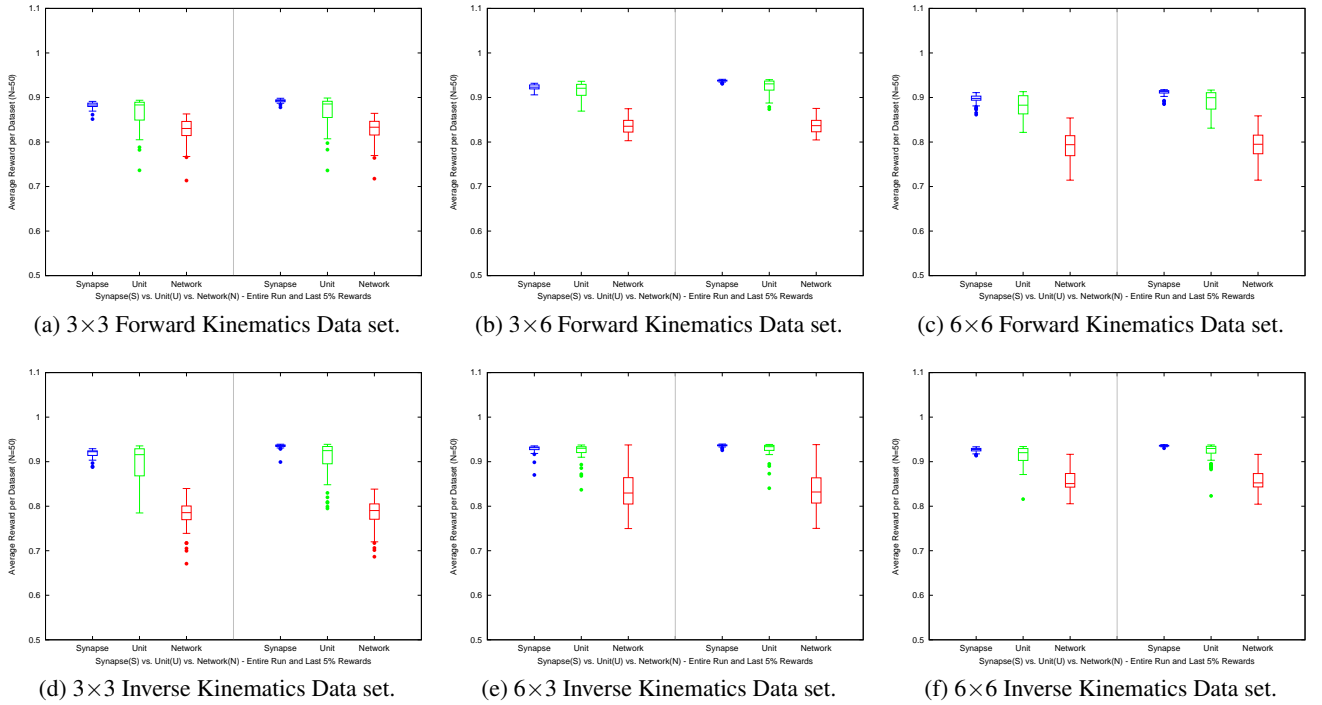 1.1
1
0.9
0.8
0.7
0.6
0.5
Average Reward per Dataset (N=50)
Synapse Unit Network Synapse Unit Network
Synapse(S) vs. Unit(U) vs. Network(N) - Entire Run and Last 5% Rewards
(a) 3×3 Forward Kinematics Data set.
1.1
1
0.9
0.8
0.7
0.6
0.5
Average Reward per Dataset (N=50)
Synapse Unit Network Synapse Unit Network
Synapse(S) vs. Unit(U) vs. Network(N) - Entire Run and Last 5% Rewards
(b) 3×6 Forward Kinematics Data set.
1.1
1
0.9
0.8
0.7
0.6
0.5
Average Reward per Dataset (N=50)
Synapse Unit Network Synapse Unit Network
Synapse(S) vs. Unit(U) vs. Network(N) - Entire Run and Last 5% Rewards
(c) 6×6 Forward Kinematics Data set.
1.1
1
0.9
0.8
0.7
0.6
0.5
Average Reward per Dataset (N=50)
Synapse Unit Network Synapse Unit Network
Synapse(S) vs. Unit(U) vs. Network(N) - Entire Run and Last 5% Rewards
(d) 3×3 Inverse Kinematics Data set.
1.1
1
0.9
0.8
0.7
0.6
0.5
Average Reward per Dataset (N=50)
Synapse Unit Network Synapse Unit Network
Synapse(S) vs. Unit(U) vs. Network(N) - Entire Run and Last 5% Rewards
(e) 6×3 Inverse Kinematics Data set.
1.1
1
0.9
0.8
0.7
0.6
0.5
Average Reward per Dataset (N=50)
Synapse Unit Network Synapse Unit Network
Synapse(S) vs. Unit(U) vs. Network(N) - Entire Run and Last 5% Rewards
(f) 6×6 Inverse Kinematics Data set.